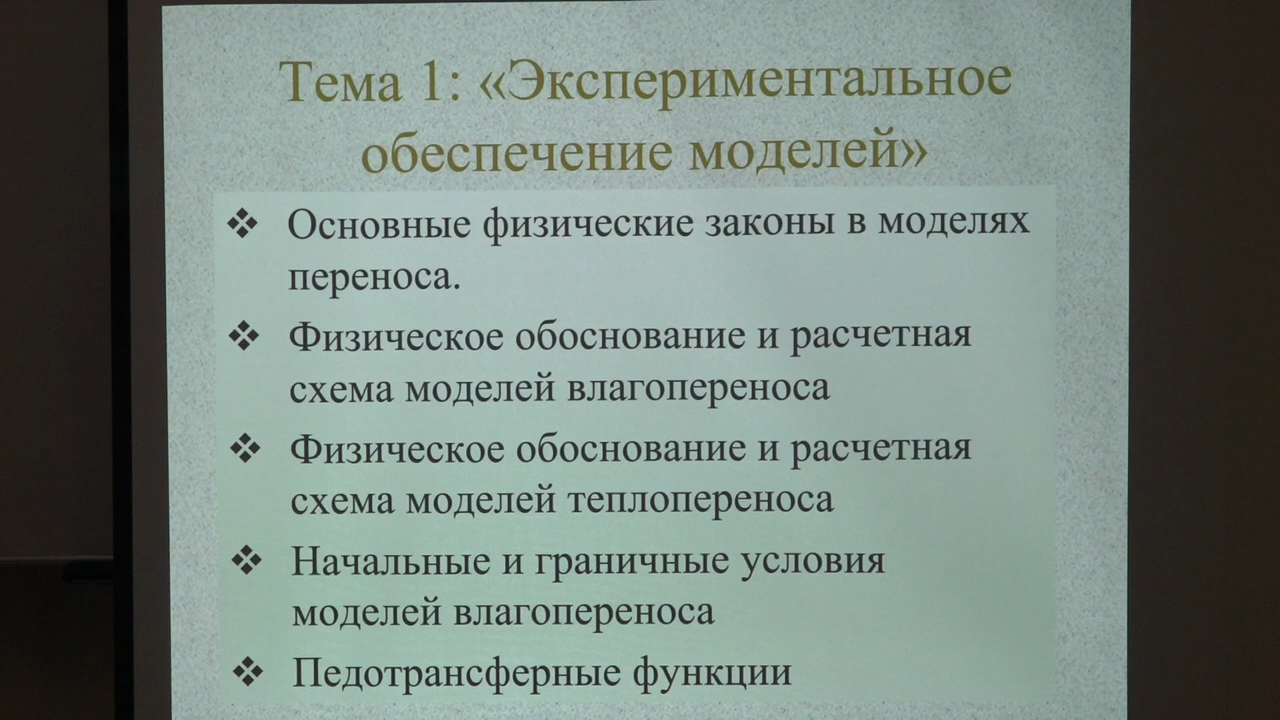 Тема 1: «Экспериментальное
обеспечение моделей»
❖ Основные физические законы в моделях
переноса.
❖ Физическое обоснование и расчетная
схема моделей влагопереноса
❖ Физическое обоснование и расчетная
схема моделей теплопереноса
❖ Начальные и граничные условия
моделей влагопереноса
❖ Педотрансферные функции